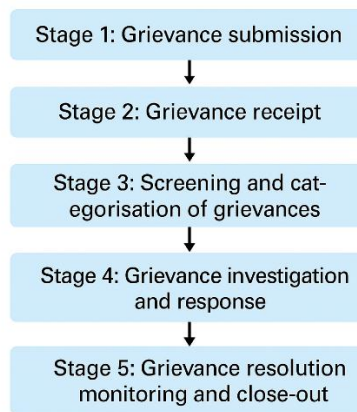 Stage 1: Grievance submission
Stage 2: Grievance receipt
Stage 3: Screening and cat-
egorisation of grievances
Stage 4: Grievance investigation
and response
Stage 5: Grievance resolution
monitoring and close-out